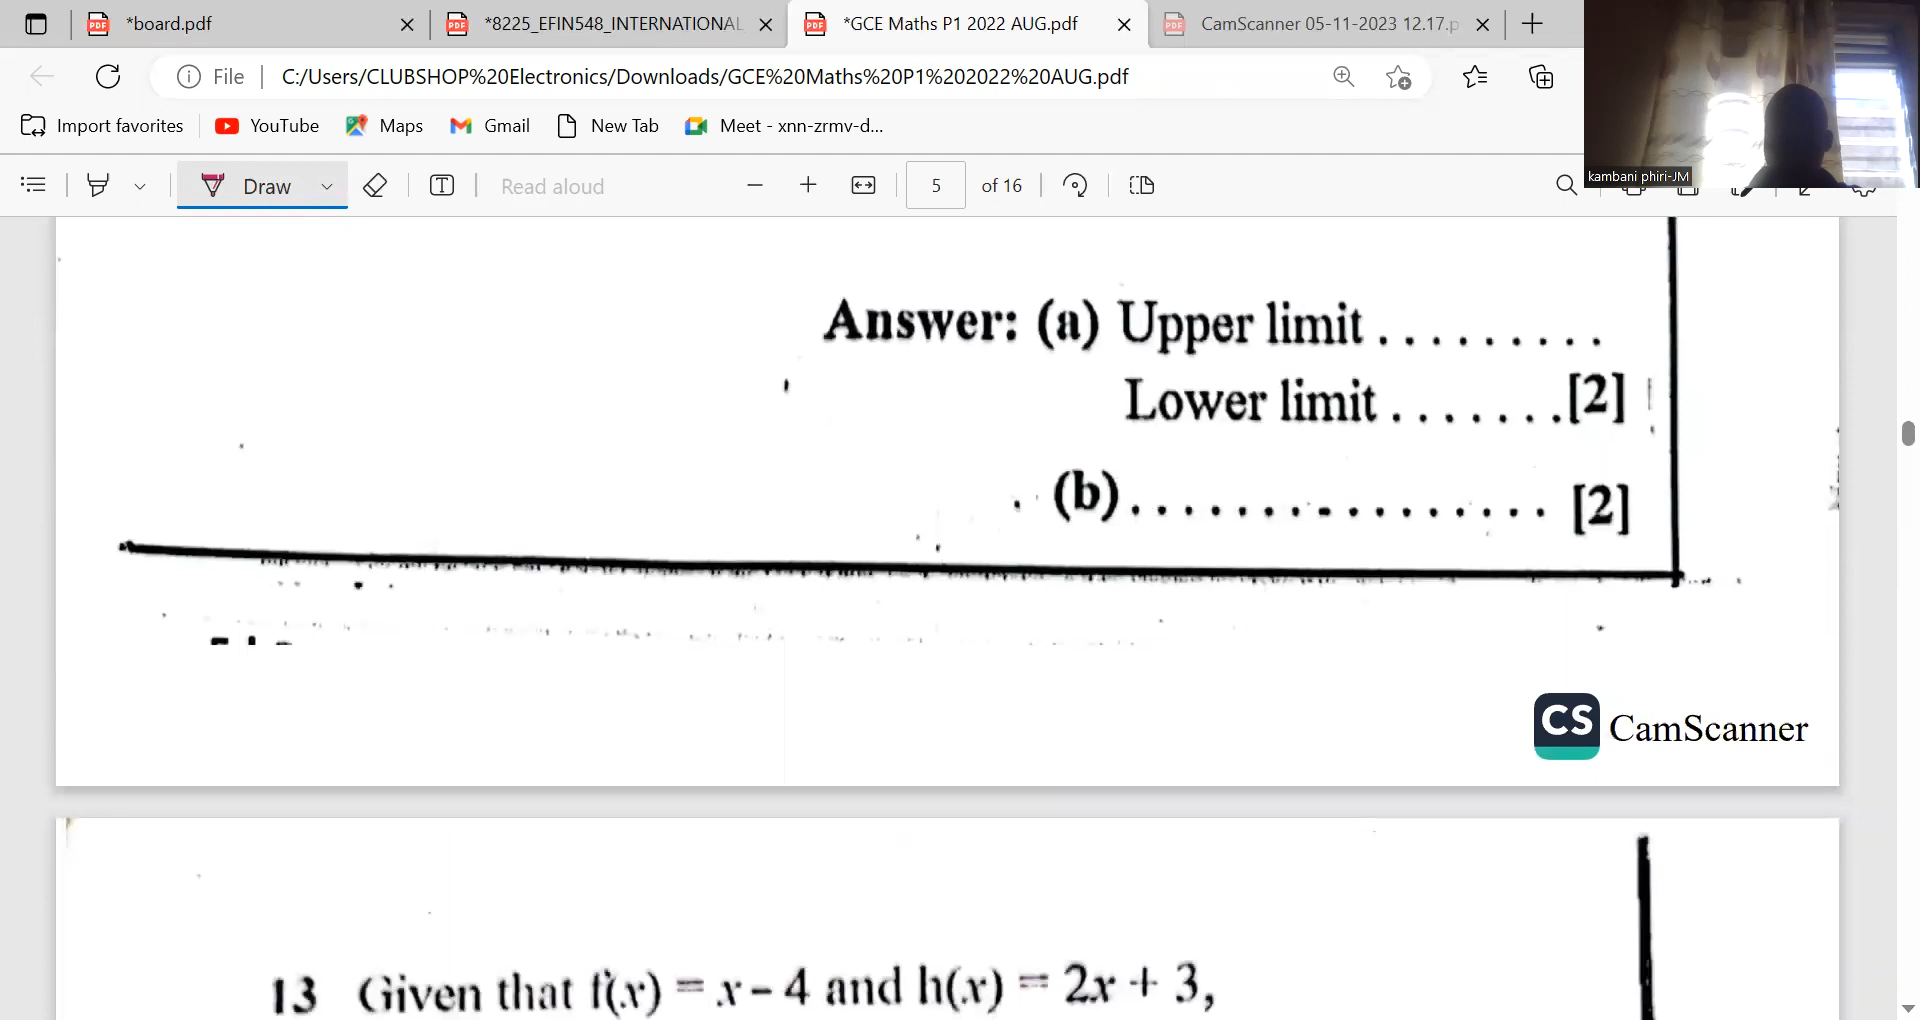 *board.pdf
*8225_EFIN548_INTERNATIONAL
*GCE Maths P1 2022 AUG.pdf
CamScanner 05-11-2023 12.17.p
File
C:/Users/CLUBSHOP%20Electronics/Downloads/GCE%20Maths%20P1%202022%20AUG.pdf
Import favorites
YouTube
Maps
Gmail
New Tab
Meet - xnn-zrmv-d...
kambani phiri-JM
Draw
Read aloud
5 of 16
Answer: (a) Upper limit .........
Lower limit .......[2]
(b)................ [2]
CS CamScanner
13 Given that f(x) = x – 4 and h(x) = 2x + 3,